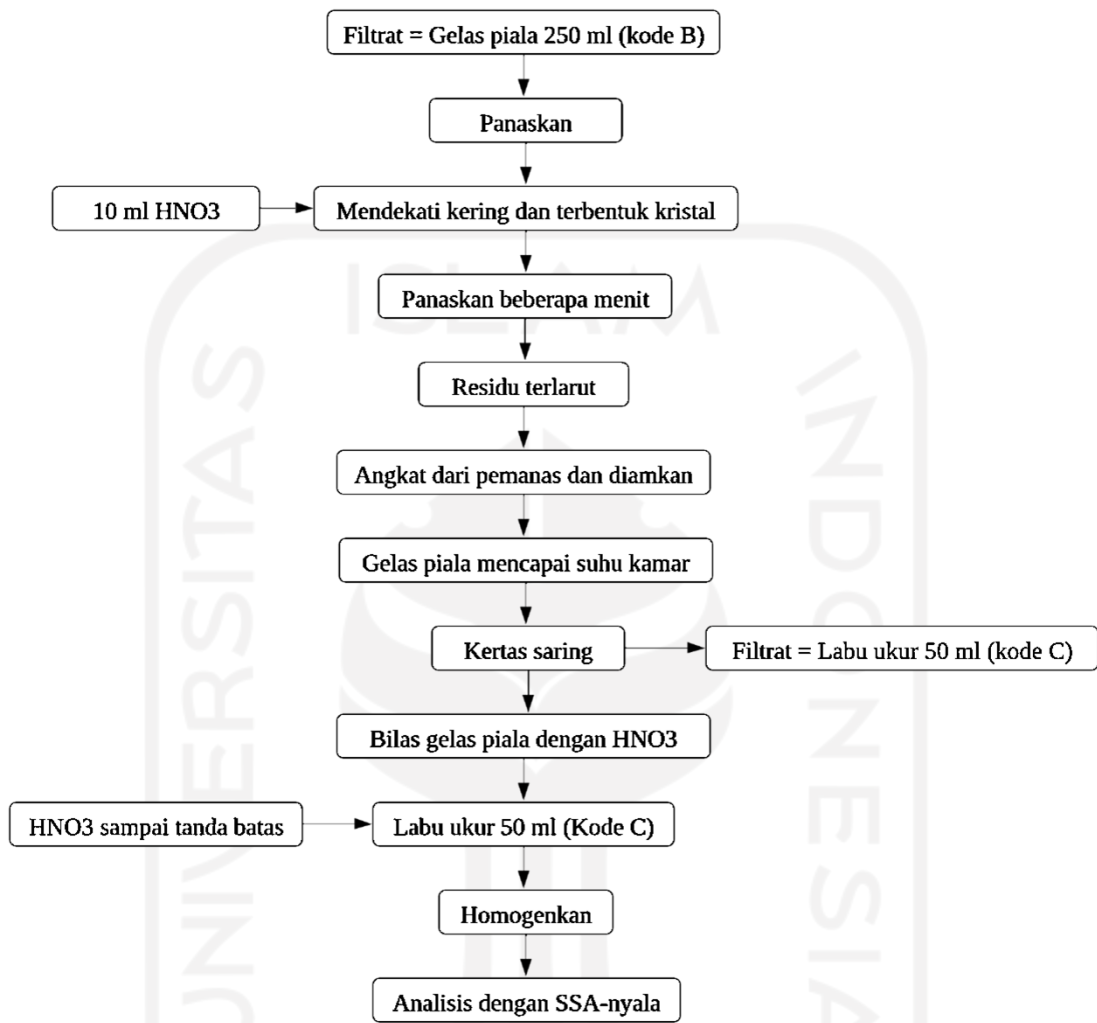 Filtrat = Gelas piala 250 ml (kode B)
Panaskan
10 ml HNO3
Mendekati kering dan terbentuk kristal
Panaskan beberapa menit
Residu terlarut
Angkat dari pemanas dan diamkan
Gelas piala mencapai suhu kamar
Kertas saring
Filtrat = Labu ukur 50 ml (kode C)
Bilas gelas piala dengan HNO3
HNO3 sampai tanda batas
Labu ukur 50 ml (Kode C)
Homogenkan
Analisis dengan SSA-nyala
UNIVERSITAS
ISLAM
INDONESIA